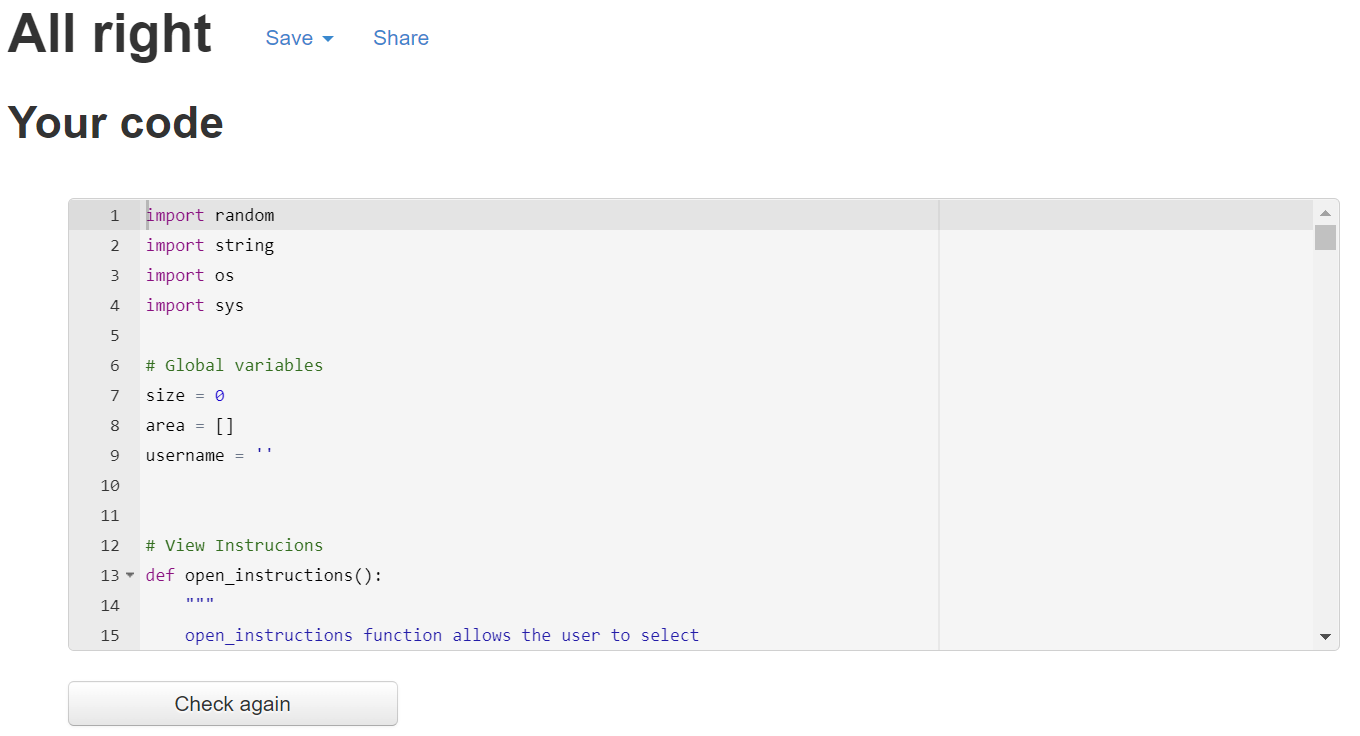 All right Save Share
Your code
1 import random
2 import string
3 import os
4 import sys
5
6 # Global variables
7 size = 0
8 area = []
9 username = ''
10
11
12 # View Instrucions
13 def open_instructions():
14     """
15     open_instructions function allows the user to select
Check again